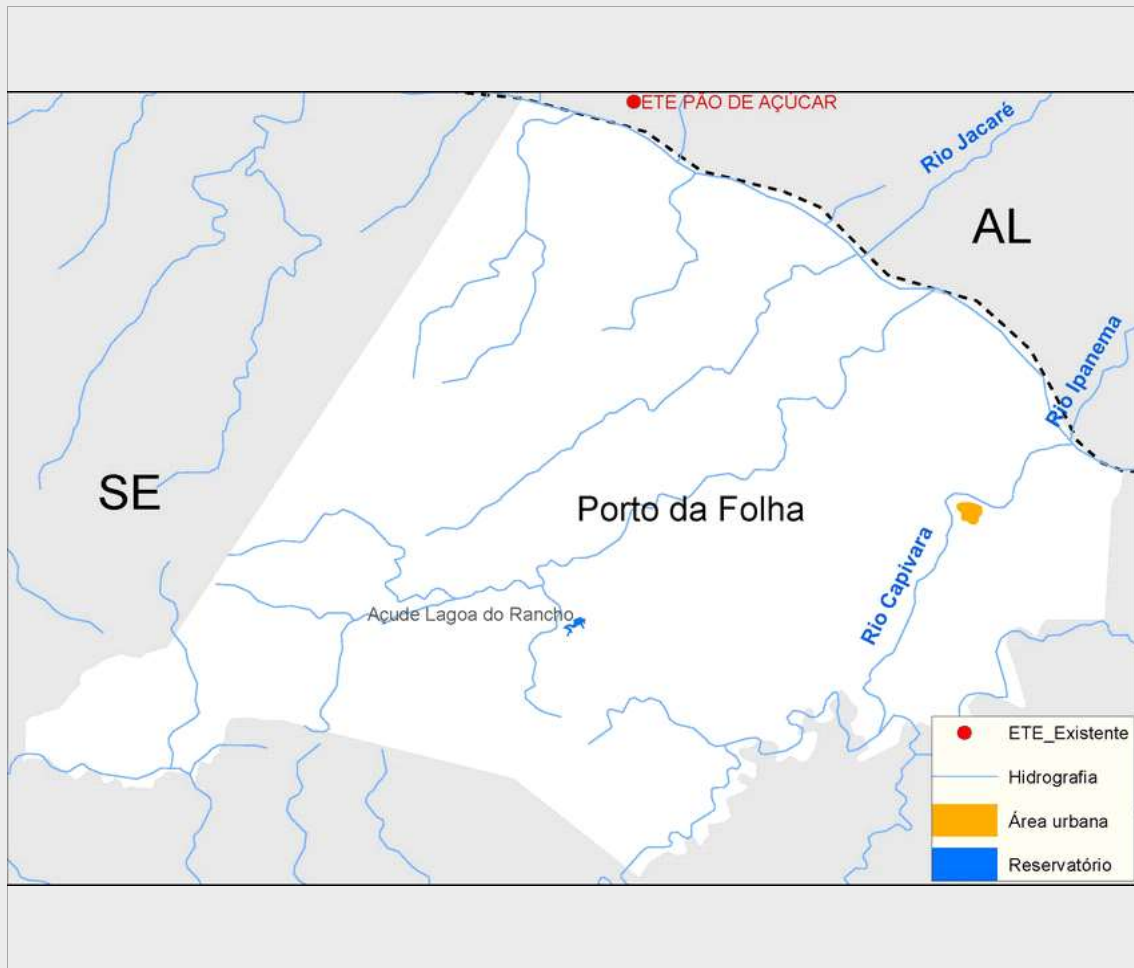 ETE PÃO DE AÇÚCAR
Rio Jacaré
AL
Rio Ipanema
SE
Porto da Folha
Rio Capivara
Açude Lagoa do Rancho
ETE_Existente
Hidrografia
Área urbana
Reservatório